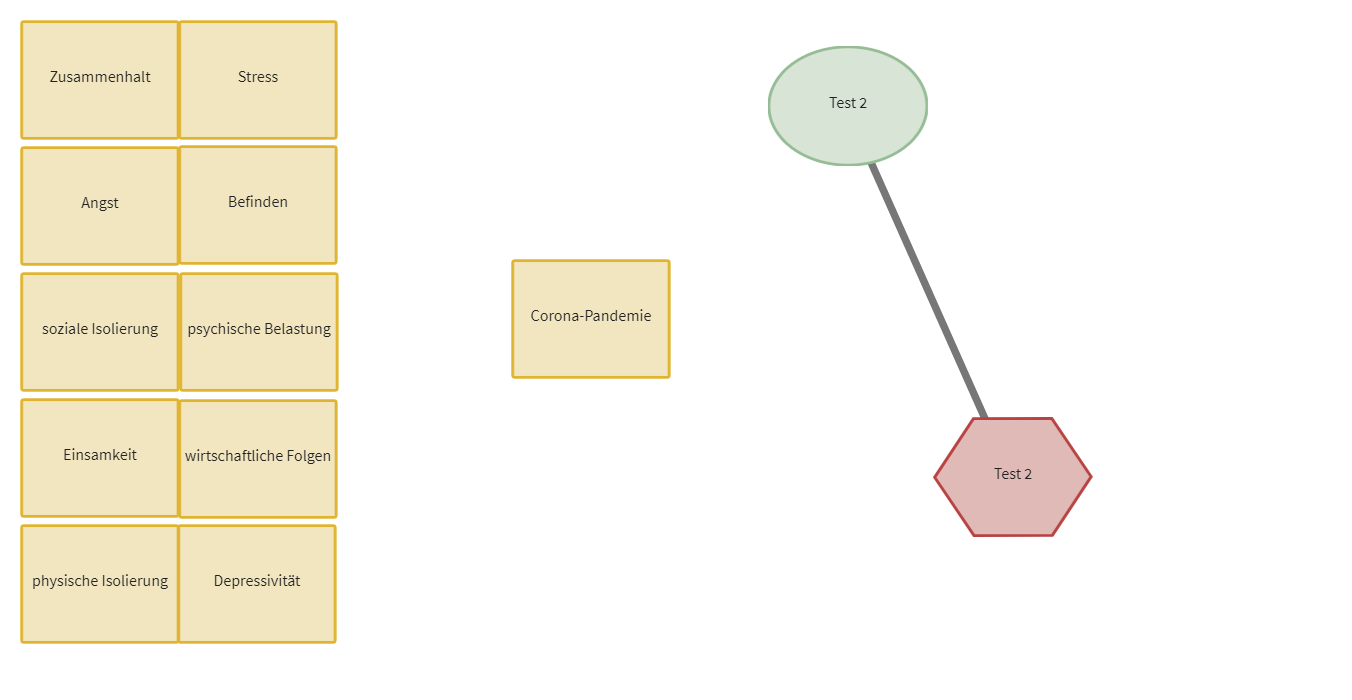 Zusammenhalt
Stress
Angst
Befinden
soziale Isolierung
psychische Belastung
Einsamkeit
wirtschaftliche Folgen
physische Isolierung
Depressivität
Corona-Pandemie
Test 2
Test 2